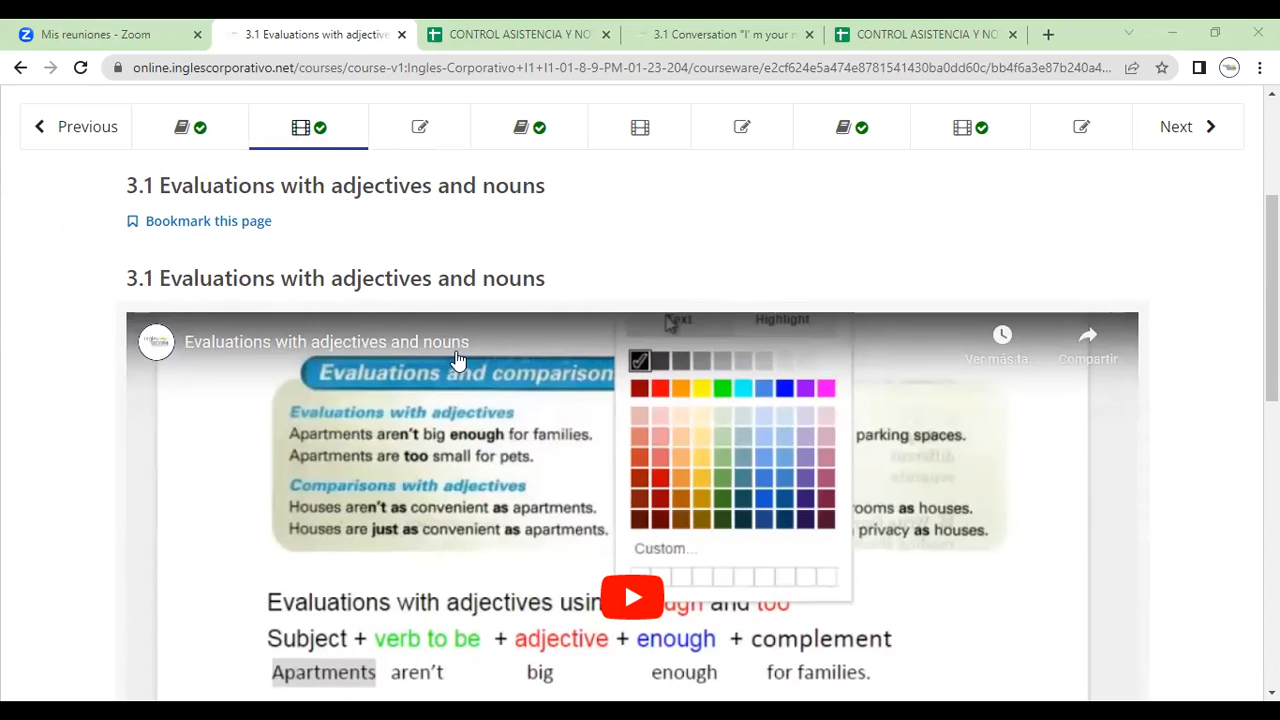 Mis reuniones - Zoom
3.1 Evaluations with adjective
CONTROL ASISTENCIA Y NO
3.1 Conversation "I' m your n
CONTROL ASISTENCIA Y NO
online.inglescorporativo.net/courses/course-v1:Ingles-Corporativo+I1+I1-01-8-9-PM-01-23-204/courseware/e2cf624e5a474e8781541430ba0dd60c/bb4f6a3e87b240a4...
Previous
Next
3.1 Evaluations with adjectives and nouns
Bookmark this page
3.1 Evaluations with adjectives and nouns
Evaluations with adjectives and nouns
Highlight
Ver más ta...
Compartir
Evaluations and comparison
Evaluations with adjectives
Apartments aren't big enough for families.
parking spaces.
Apartments are too small for pets.
Comparisons with adjectives
Houses aren't as convenient as apartments.
ooms as houses.
Houses are just as convenient as apartments.
privacy as houses.
Custom...
Evaluations with adjectives using enough and too
Subject + verb to be + adjective + enough + complement
Apartments aren't big enough for families.